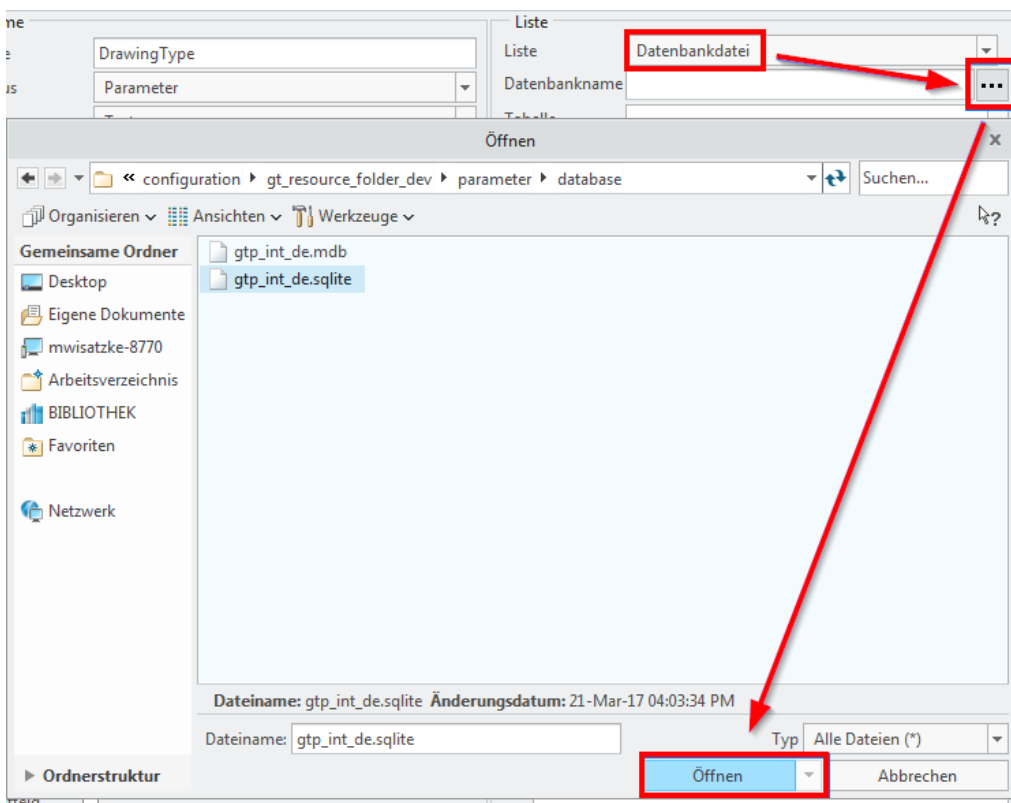 Liste
DrawingType
Liste
Datenbankdatei
Parameter
Datenbankname
...
Tabelle
Öffnen
x
« configuration gt_resource_folder_dev parameter database
Suchen...
Organisieren Ansichten Werkzeuge
?
Gemeinsame Ordner
gtp_int_de.mdb
Desktop
gtp_int_de.sqlite
Eigene Dokumente
mwisatzke-8770
Arbeitsverzeichnis
BIBLIOTHEK
Favoriten
Netzwerk
Dateiname: gtp_int_de.sqlite Änderungsdatum: 21-Mar-17 04:03:34 PM
Dateiname: gtp_int_de.sqlite
Typ Alle Dateien (*)
Ordnerstruktur
Öffnen
Abbrechen